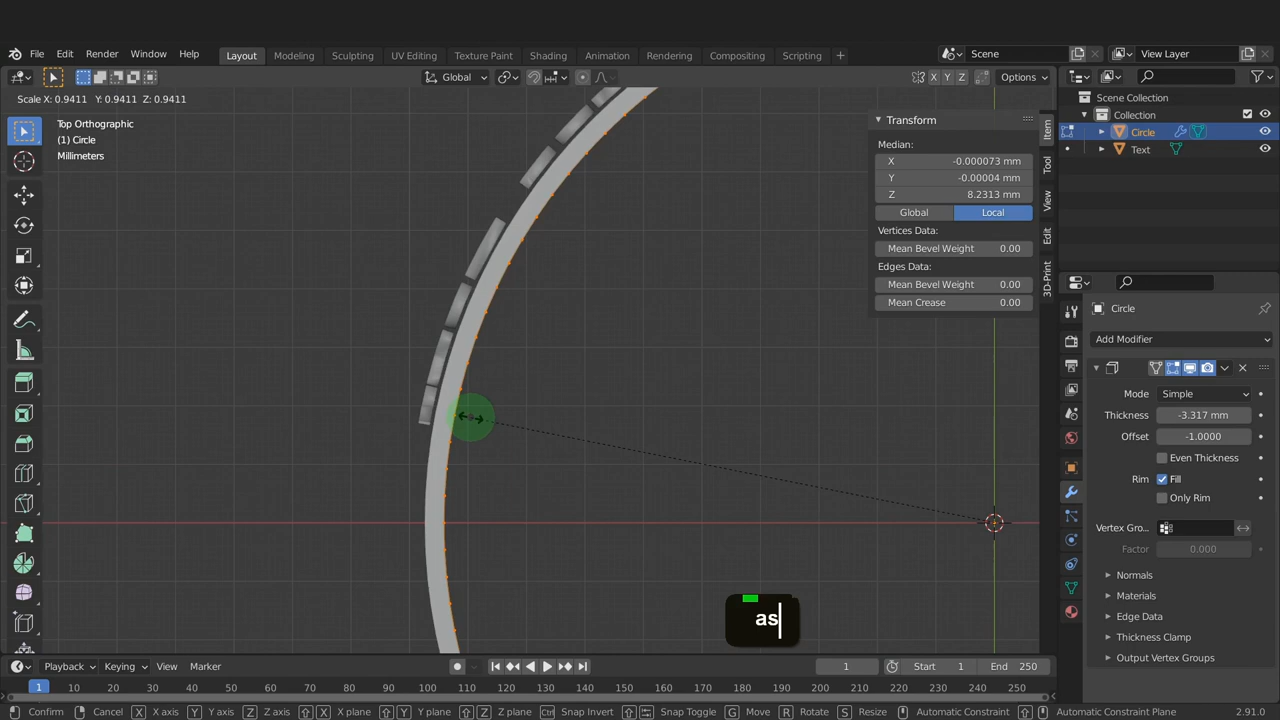 File Edit Render Window Help
Layout Modeling Sculpting UV Editing Texture Paint Shading Animation Rendering Compositing Scripting +
Scene
View Layer
Global
X Y Z
Options
Scale X: 0.9411 Y: 0.9411 Z: 0.9411
Top Orthographic
(1) Circle
Millimeters
Transform
Median:
X -0.000073 mm
Y -0.00004 mm
Z 8.2313 mm
Global Local
Vertices Data:
Mean Bevel Weight 0.00
Edges Data:
Mean Bevel Weight 0.00
Mean Crease 0.00
Item
Tool
View
Edit
3D-Print
Scene Collection
Collection
Circle
Text
Circle
Add Modifier
Mode Simple
Thickness -3.317 mm
Offset -1.0000
Even Thickness
Rim Fill
Only Rim
Vertex Gro...
Factor 0.000
Normals
Materials
Edge Data
Thickness Clamp
Output Vertex Groups
as
Playback Keying View Marker
1 Start 1 End 250
1 10 20 30 40 50 60 70 80 90 100 110 120 130 140 150 160 170 180 190 200 210 220 230 240 250
Confirm Cancel X X axis Y Y axis Z Z axis X X plane Y Y plane Z Z plane Ctrl Snap Invert Snap Toggle G Move R Rotate S Resize Automatic Constraint Automatic Constraint Plane 2.91.0